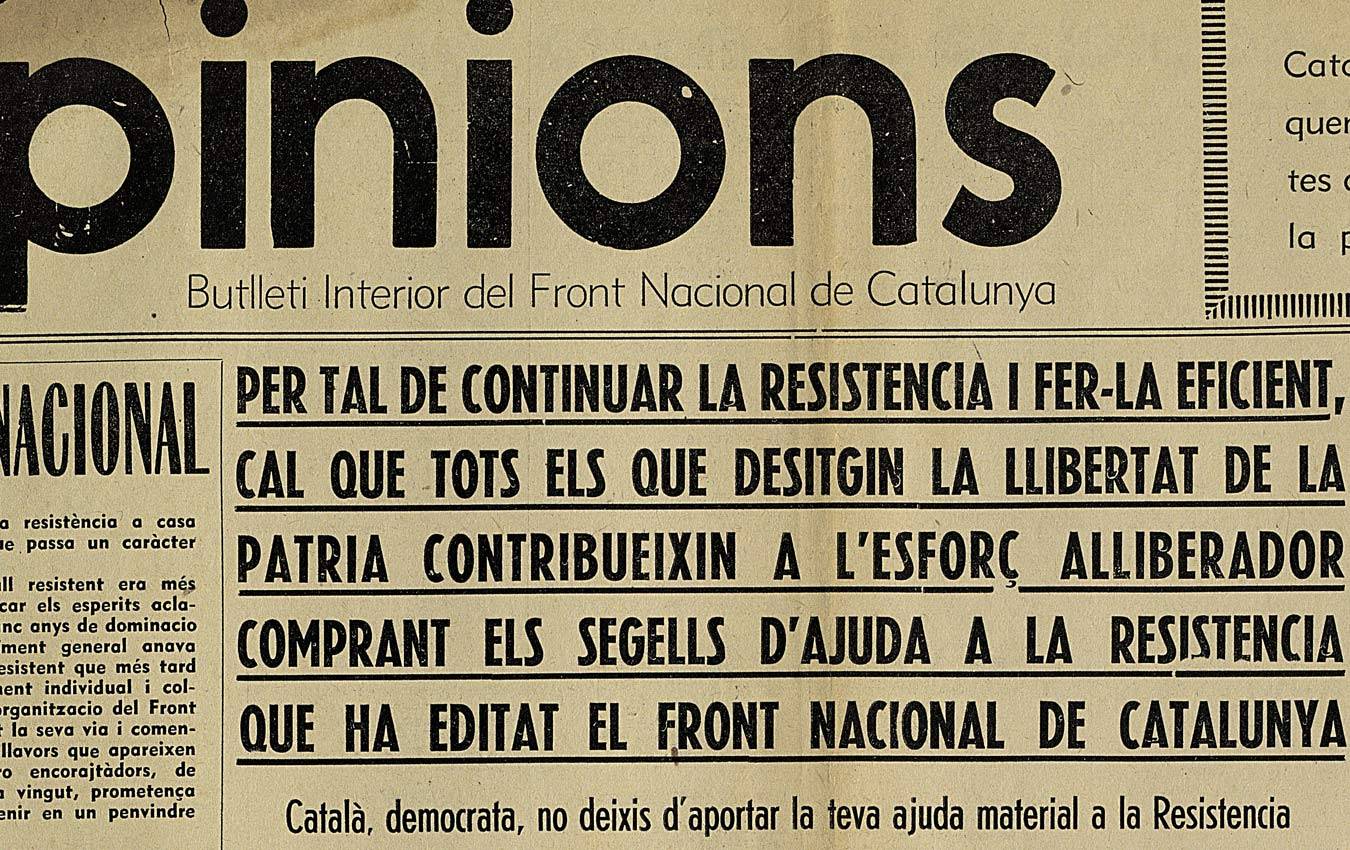 pinions
Butlleti Interior del Front Nacional de Catalunya
la
NACIONAL
resistència a casa
passa un caràcter
resistent era més
els esperits acla-
anys de dominacio
general anava
que més tard
individual i col-
del Front
la seva via i comen-
llavors que apareixen
encorajtàdors, de
vingut, prometença
en un penvindre
PER TAL DE CONTINUAR LA RESISTENCIA I FER-LA EFICIENT,
CAL QUE TOTS ELS QUE DESITGIN LA LLIBERTAT DE LA
PATRIA CONTRIBUEIXIN A L'ESFORÇ ALLIBERADOR
COMPRANT ELS SEGELLS D'AJUDA A LA RESISTENCIA
QUE HA EDITAT EL FRONT NACIONAL DE CATALUNYA
Català, democrata, no deixis d'aportar la teva ajuda material a la Resistencia